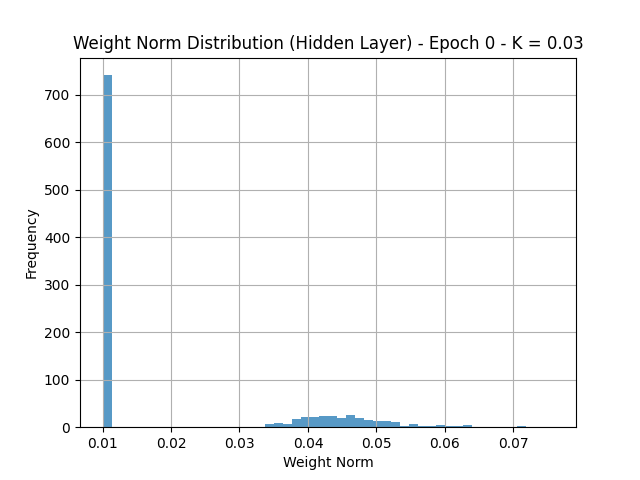 Weight Norm Distribution (Hidden Layer) - Epoch 0 - K = 0.03
700
600
500
400
300
200
100
0
Frequency
0.01 0.02 0.03 0.04 0.05 0.06 0.07
Weight Norm